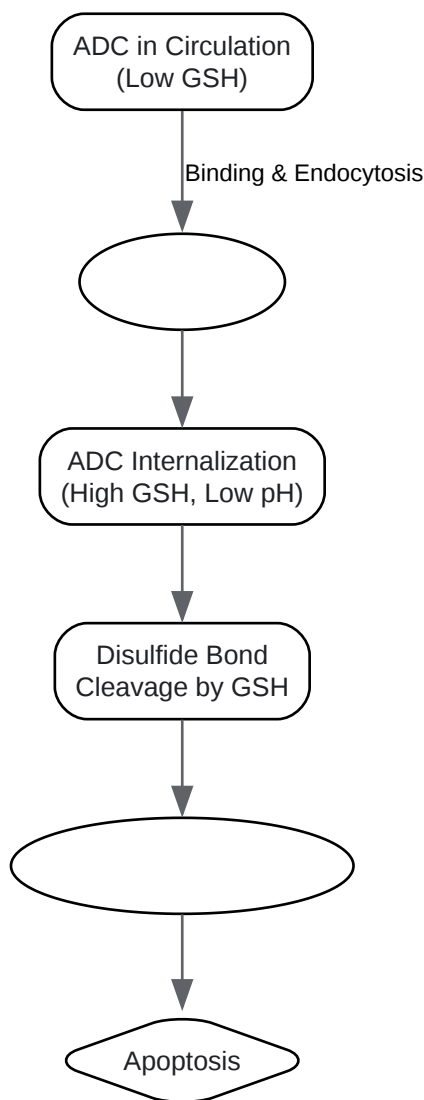 ADC in Circulation
(Low GSH)
Binding & Endocytosis
ADC Internalization
(High GSH, Low pH)
Disulfide Bond
Cleavage by GSH
Apoptosis